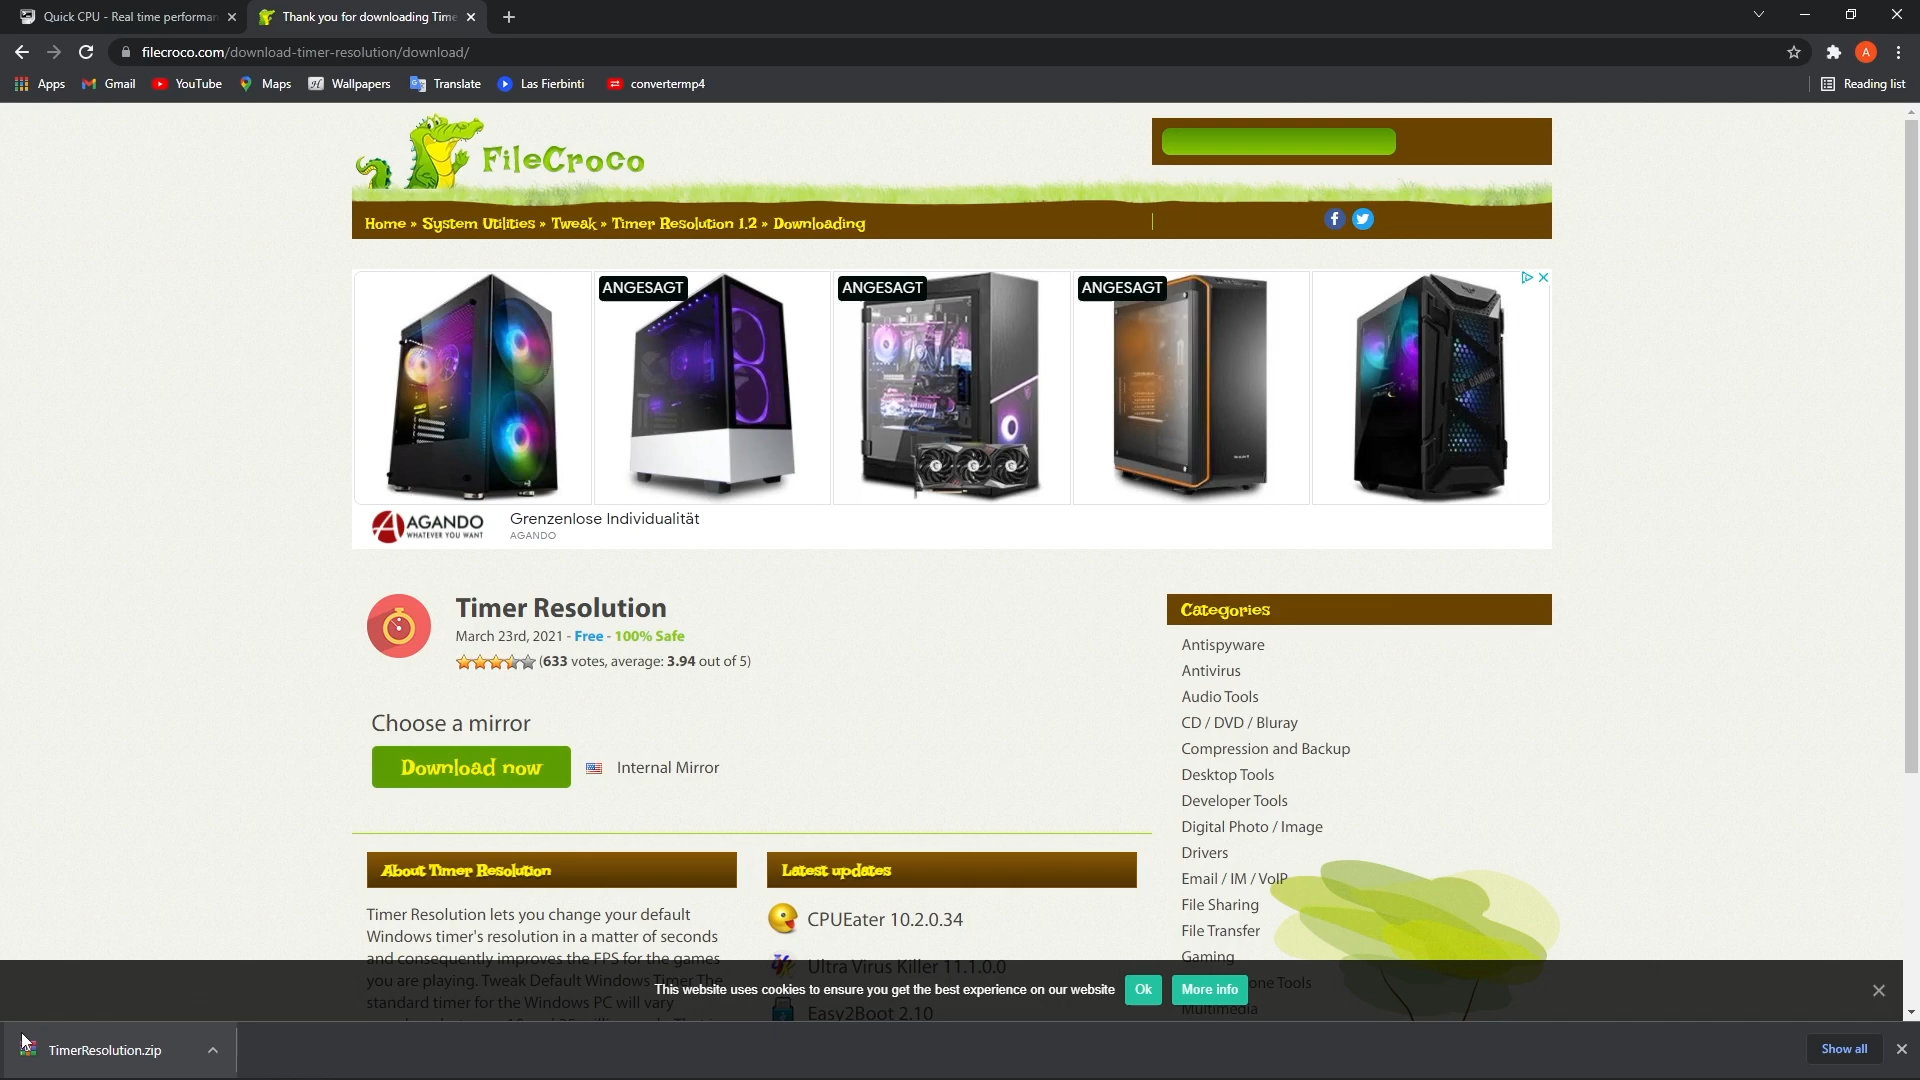 Quick CPU - Real time performan
Thank you for downloading Time
filecroco.com/download-timer-resolution/download/
A
Apps
Gmail
YouTube
Maps
Wallpapers
Translate
Las Fierbinti
convertermp4
Reading list
FileCroco
Home » System Utilities » Tweak » Timer Resolution 1.2 » Downloading
ANGESAGT
ANGESAGT
ANGESAGT
AGANDO
WHATEVER YOU WANT
Grenzenlose Individualität
AGANDO
Timer Resolution
March 23rd, 2021 - Free - 100% Safe
(633 votes, average: 3.94 out of 5)
Choose a mirror
Download now
Internal Mirror
Categories
Antispyware
Antivirus
Audio Tools
CD / DVD / Bluray
Compression and Backup
Desktop Tools
Developer Tools
Digital Photo / Image
Drivers
Email / IM / VoIP
File Sharing
File Transfer
Gaming
one Tools
Multimedia
About Timer Resolution
Timer Resolution lets you change your default
Windows timer's resolution in a matter of seconds
and consequently improves the FPS for the games
you are playing. Tweak Default Windows Timer The
standard timer for the Windows PC will vary
Latest updates
CPUEater 10.2.0.34
Ultra Virus Killer 11.1.0.0
Easy2Boot 2.10
This website uses cookies to ensure you get the best experience on our website
Ok
More info
TimerResolution.zip
Show all